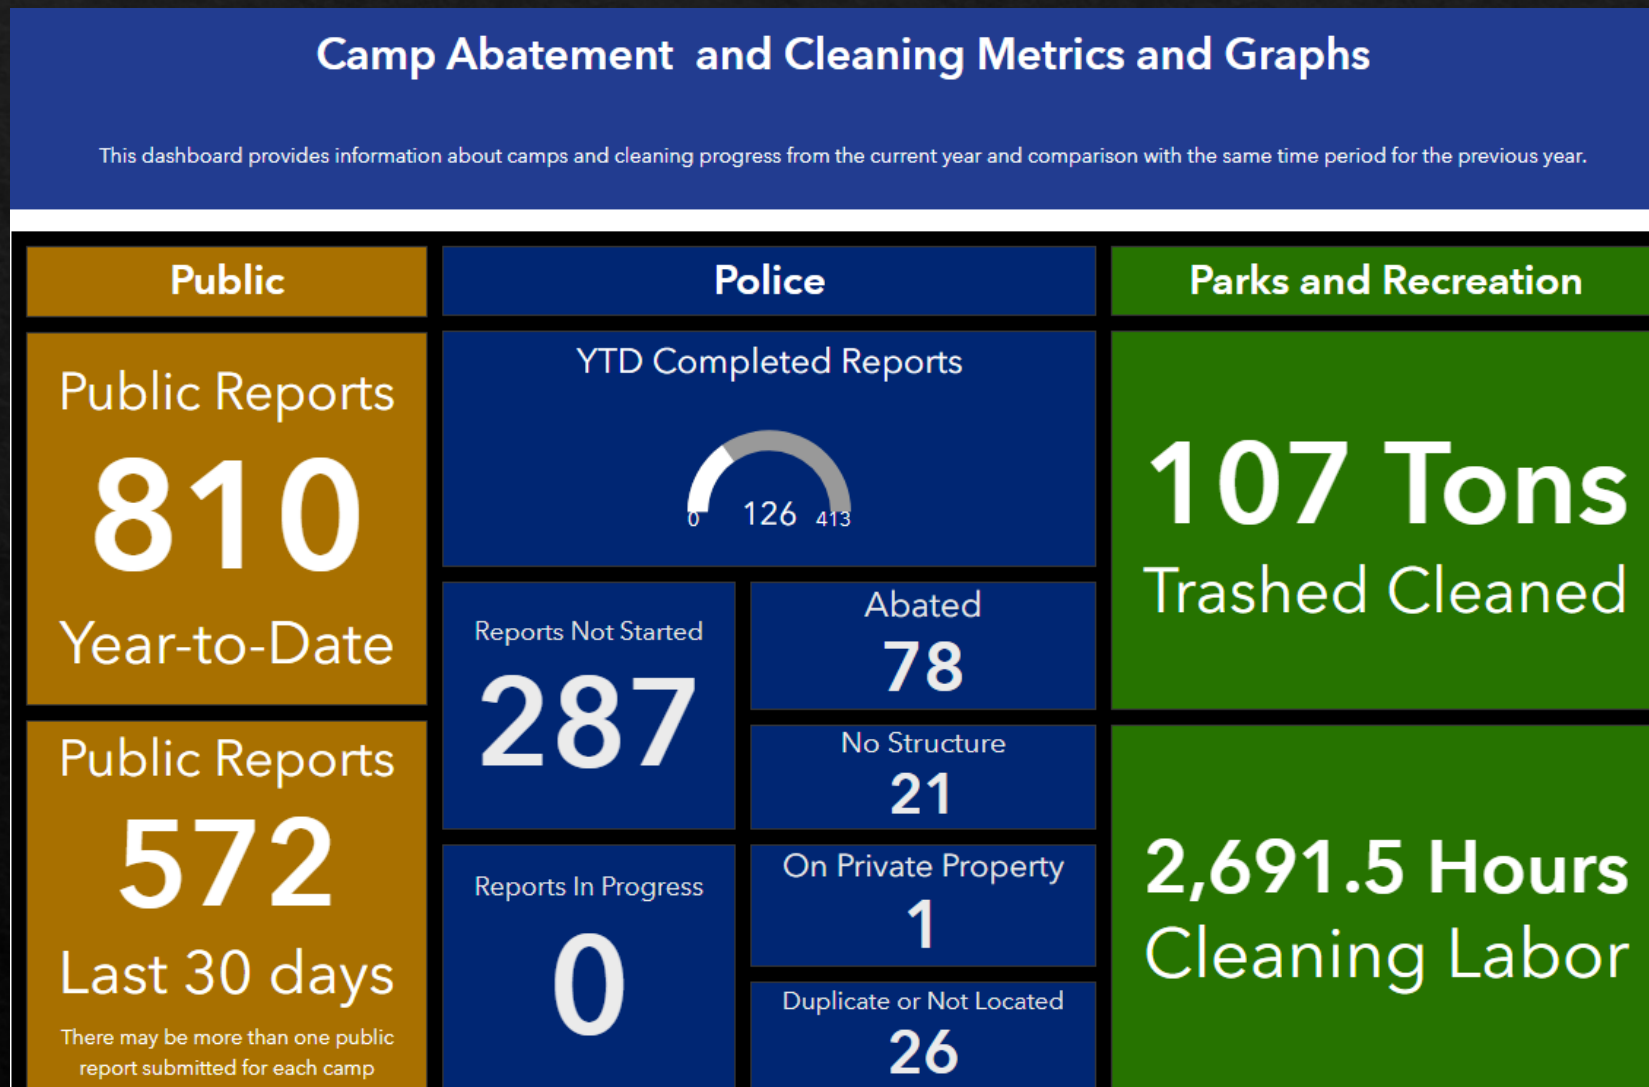 Camp Abatement and Cleaning Metrics and Graphs
This dashboard provides information about camps and cleaning progress from the current year and comparison with the same time period for the previous year.
Public
Public Reports
810
Year-to-Date
Public Reports
572
Last 30 days
There may be more than one public
report submitted for each camp
Police
YTD Completed Reports
0
126
413
Reports Not Started
287
Reports In Progress
0
Abated
78
No Structure
21
On Private Property
1
Duplicate or Not Located
26
Parks and Recreation
107 Tons
Trashed Cleaned
2,691.5 Hours
Cleaning Labor